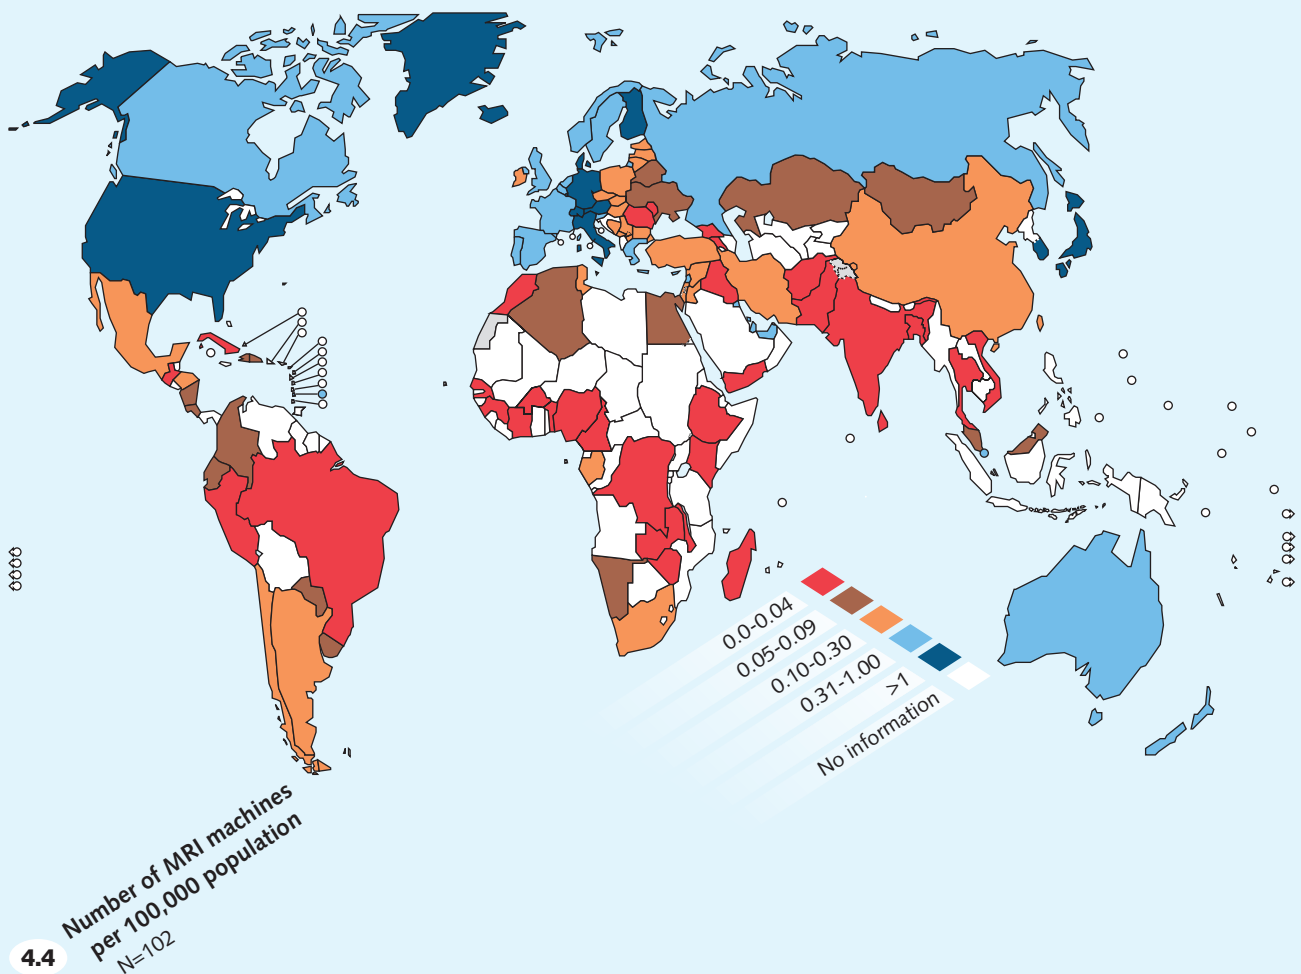 0.0-0.04
0.05-0.09
0.10-0.30
0.31-1.00
>1
No information
Number of MRI machines
per 100,000 population
N=102
4.4